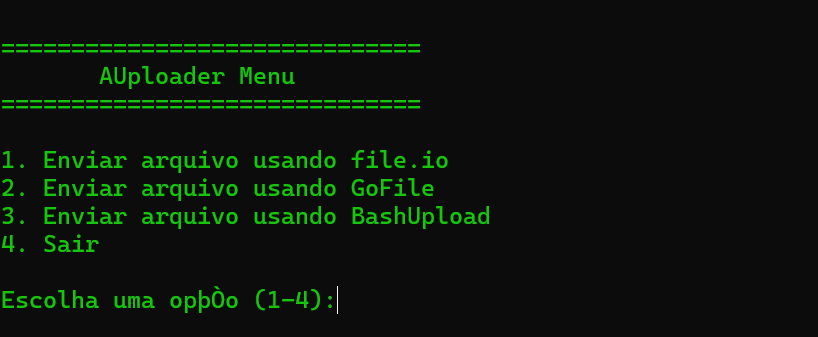 ==============================
AUploader Menu
==============================
1. Enviar arquivo usando file.io
2. Enviar arquivo usando GoFile
3. Enviar arquivo usando BashUpload
4. Sair
Escolha uma opþÒo (1-4):